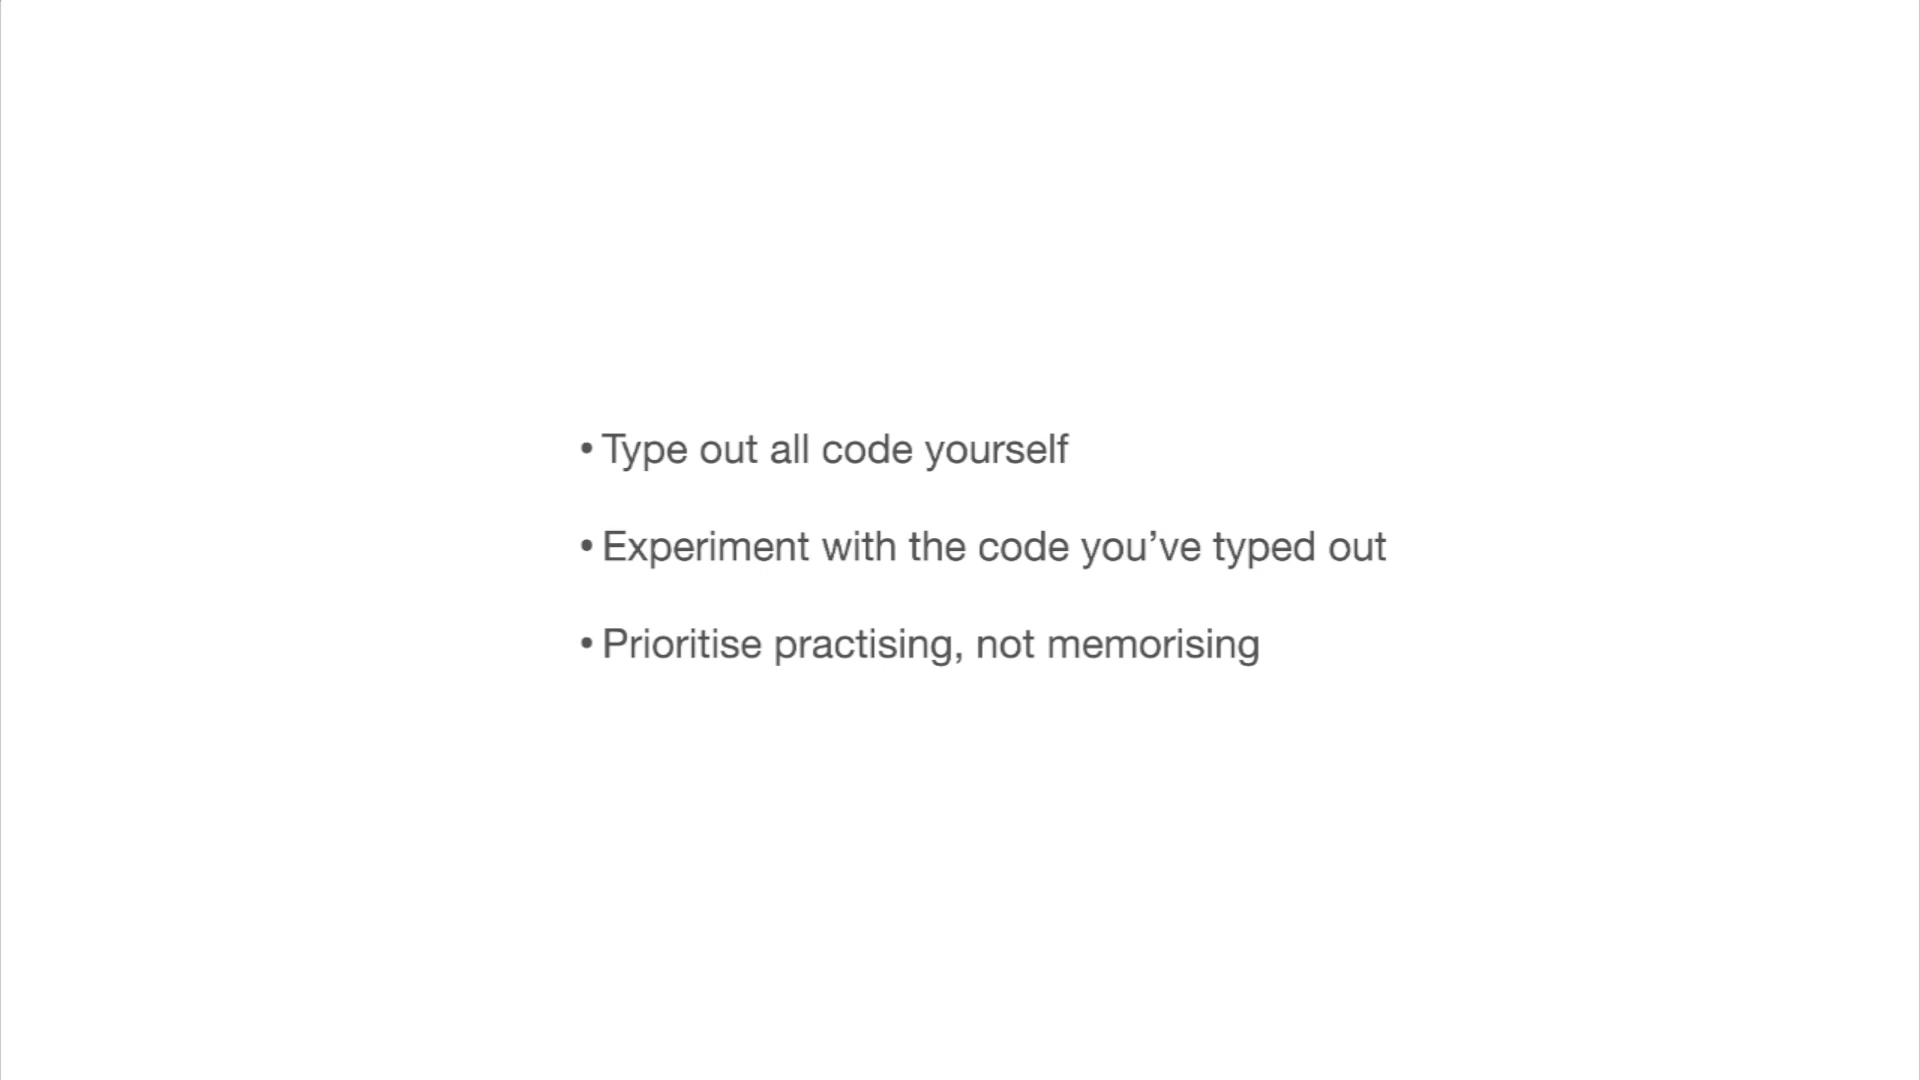 • Type out all code yourself
• Experiment with the code you’ve typed out
• Prioritise practising, not memorising